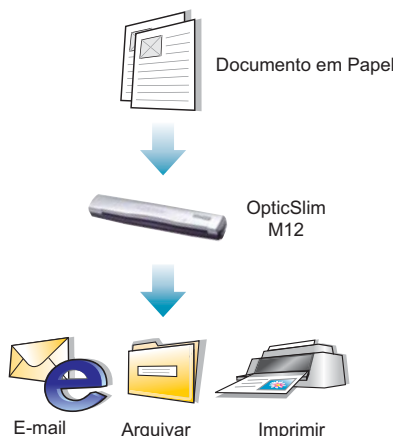 Documento em Papel
OpticSlim
M12
E-mail
Arquivar
Imprimir